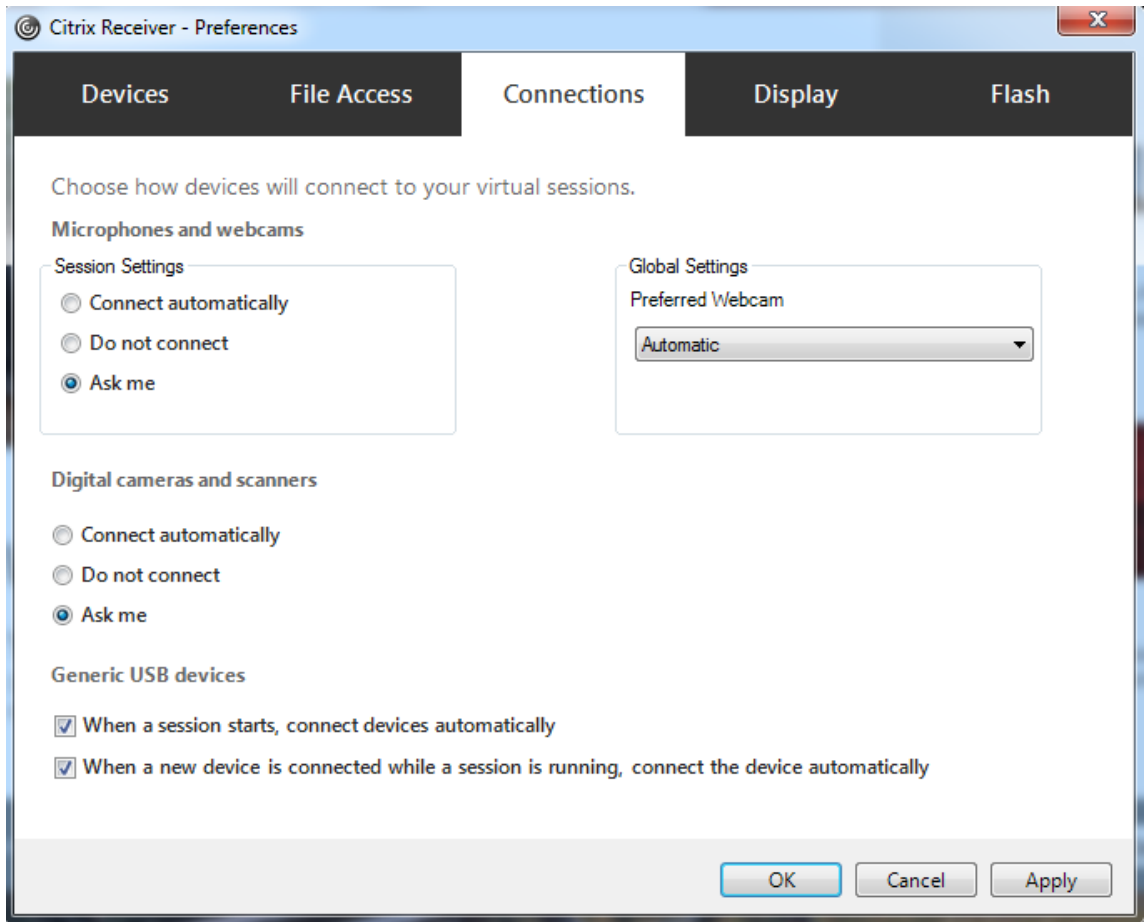 Citrix Receiver - Preferences
Devices File Access Connections Display Flash
Choose how devices will connect to your virtual sessions.
Microphones and webcams
Session Settings
Connect automatically
Do not connect
Ask me
Global Settings
Preferred Webcam
Automatic
Digital cameras and scanners
Connect automatically
Do not connect
Ask me
Generic USB devices
When a session starts, connect devices automatically
When a new device is connected while a session is running, connect the device automatically
OK Cancel Apply